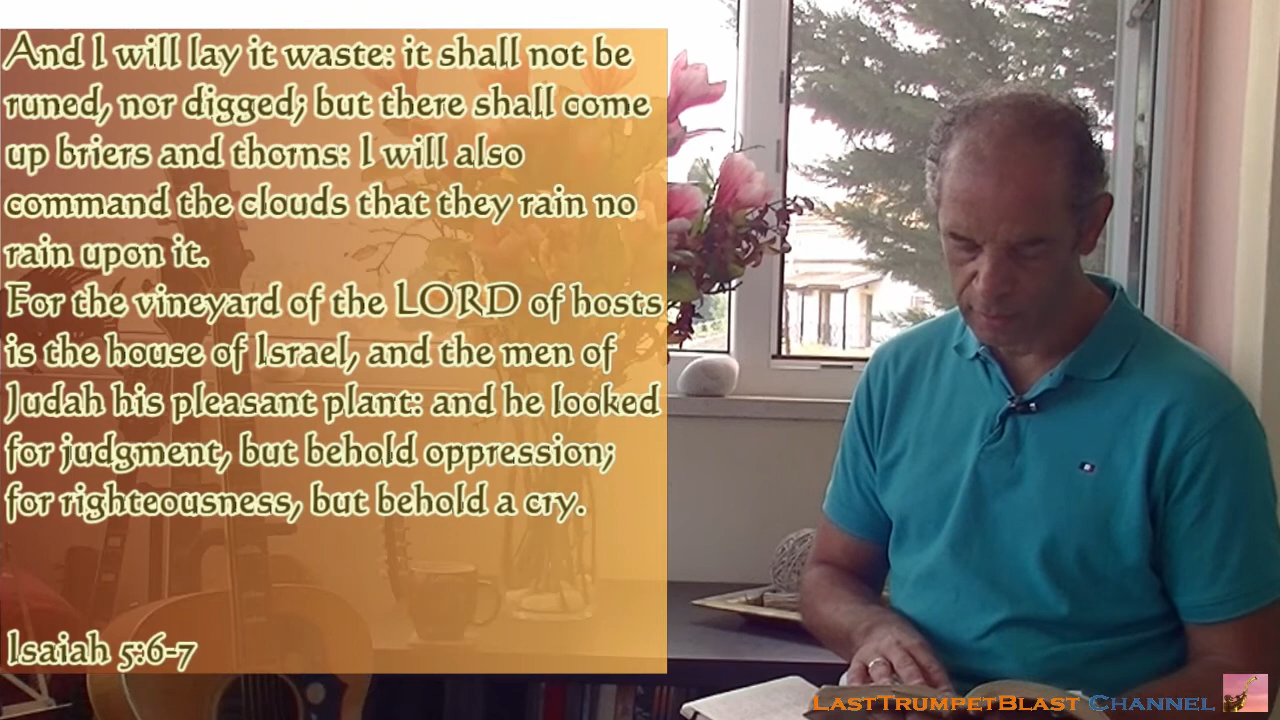 And I will lay it waste: it shall not be
runed, nor digged; but there shall come
up briers and thorns: I will also
command the clouds that they rain no
rain upon it.
For the vineyard of the LORD of hosts
is the house of Israel, and the men of
Judah his pleasant plant: and he looked
for judgment, but behold oppression;
for righteousness, but behold a cry.
Isaiah 5:6-7
LastTrumpetBlast Channel